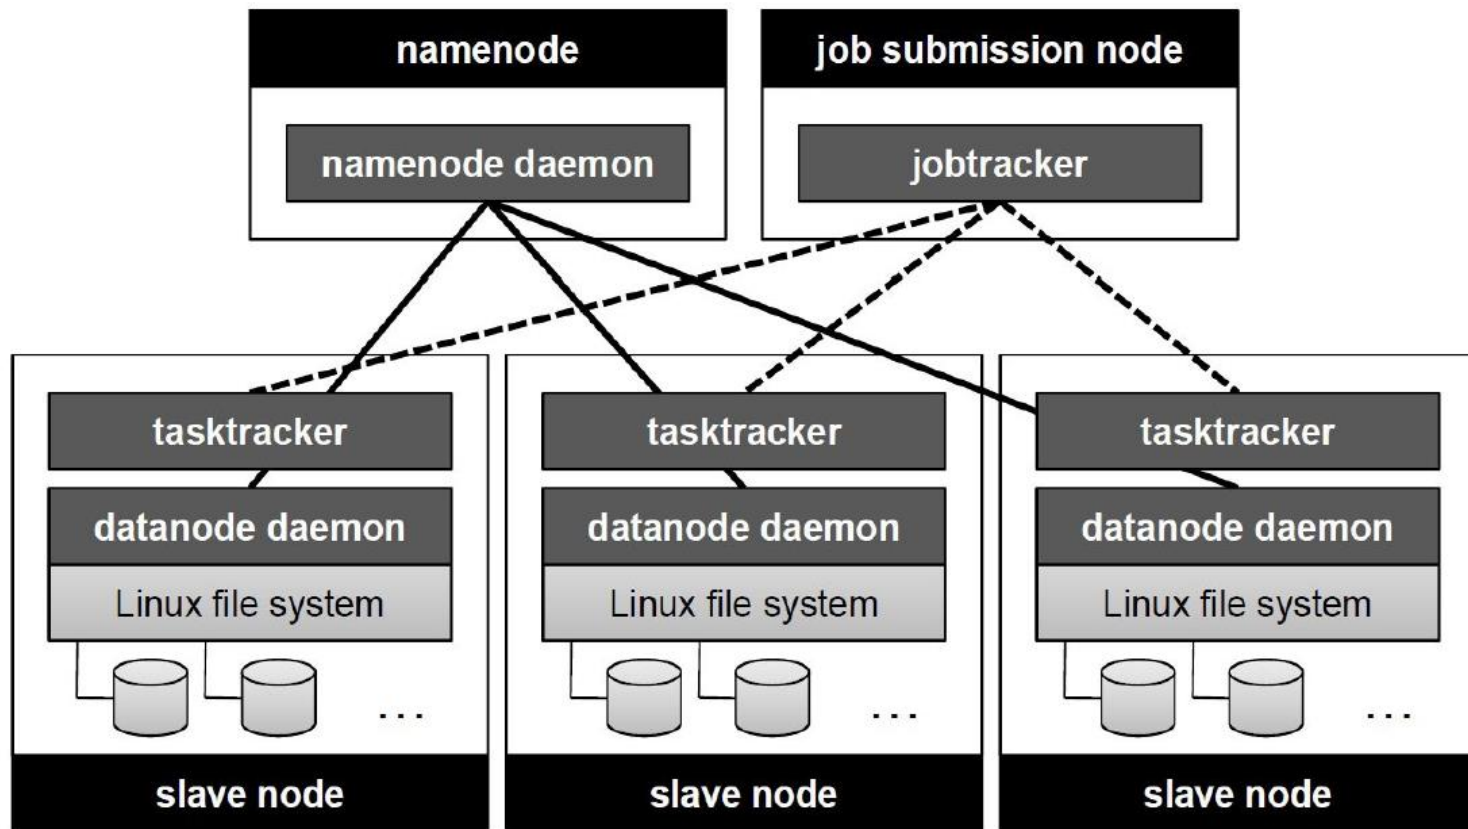 namenode
job submission node
namenode daemon
jobtracker
tasktracker
tasktracker
tasktracker
datanode daemon
datanode daemon
datanode daemon
Linux file system
Linux file system
Linux file system
...
...
...
slave node
slave node
slave node